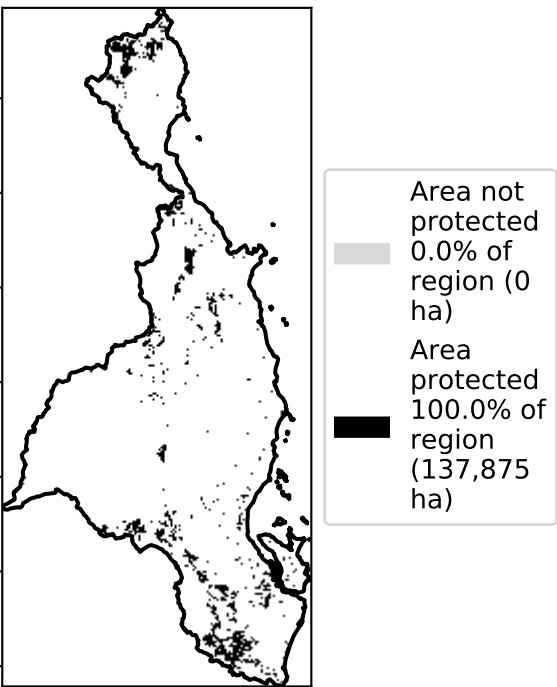 Area not
protected
0.0% of
region (0
ha)
Area
protected
100.0% of
region
(137,875
ha)